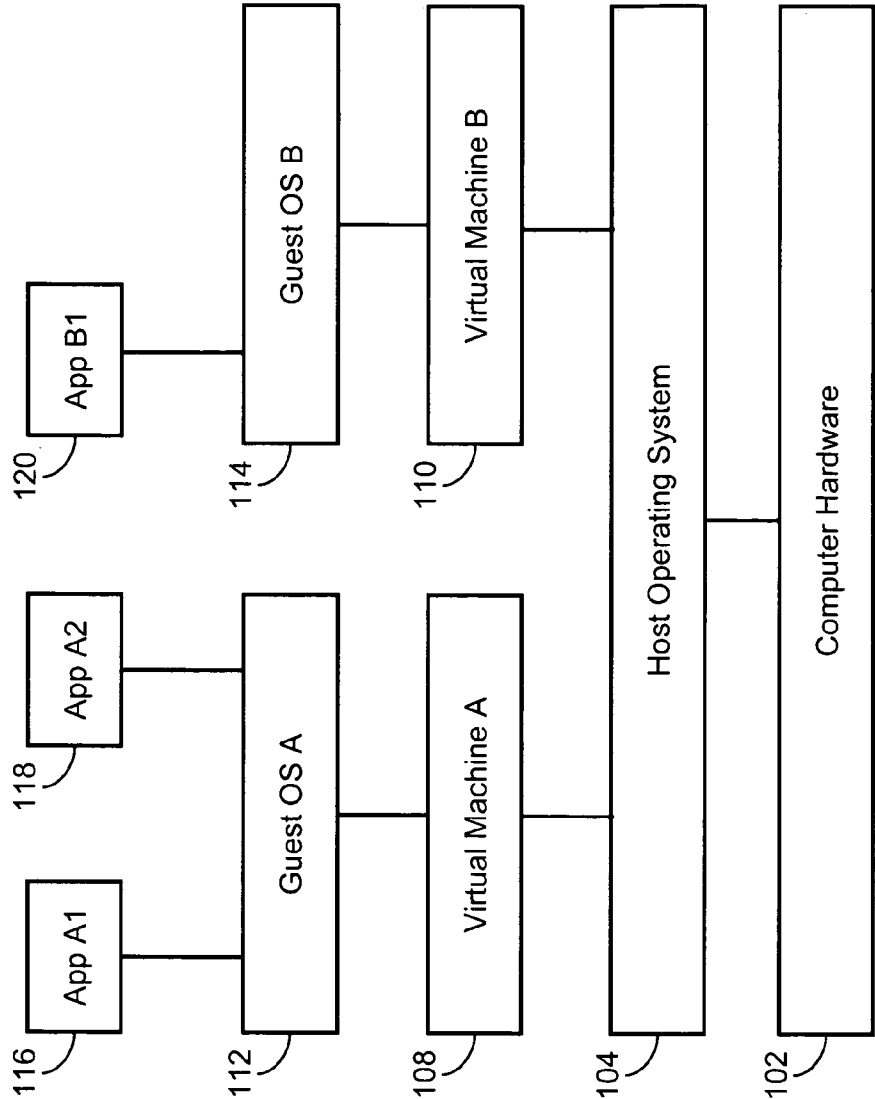 116
App A1
118
App A2
120
App B1
112
Guest OS A
114
Guest OS B
108
Virtual Machine A
110
Virtual Machine B
104
Host Operating System
102
Computer Hardware